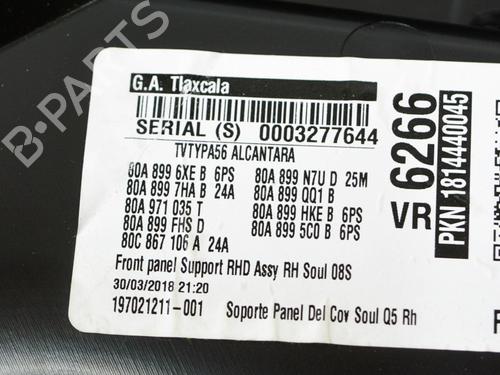 B-PARTS
G.A. Tlaxcala
SERIAL (S) 0003277644
TVTYPA56 ALCANTARA
80A 899 6XE B 6PS 80A 899 N7U D 25M
80A 899 7HA B 24A 80A 899 QQ1 B
80A 971 035 T 80A 899 HKE B 6PS
80A 899 FHS D 80A 899 5C0 B 6PS
80C 867 106 A 24A
Front panel Support RHD Assy RH Soul 08S
30/03/2018 21:20
197021211-001 Soporte Panel Del Cov Soul Q5 Rh
VR 6266
PKN 1814440045